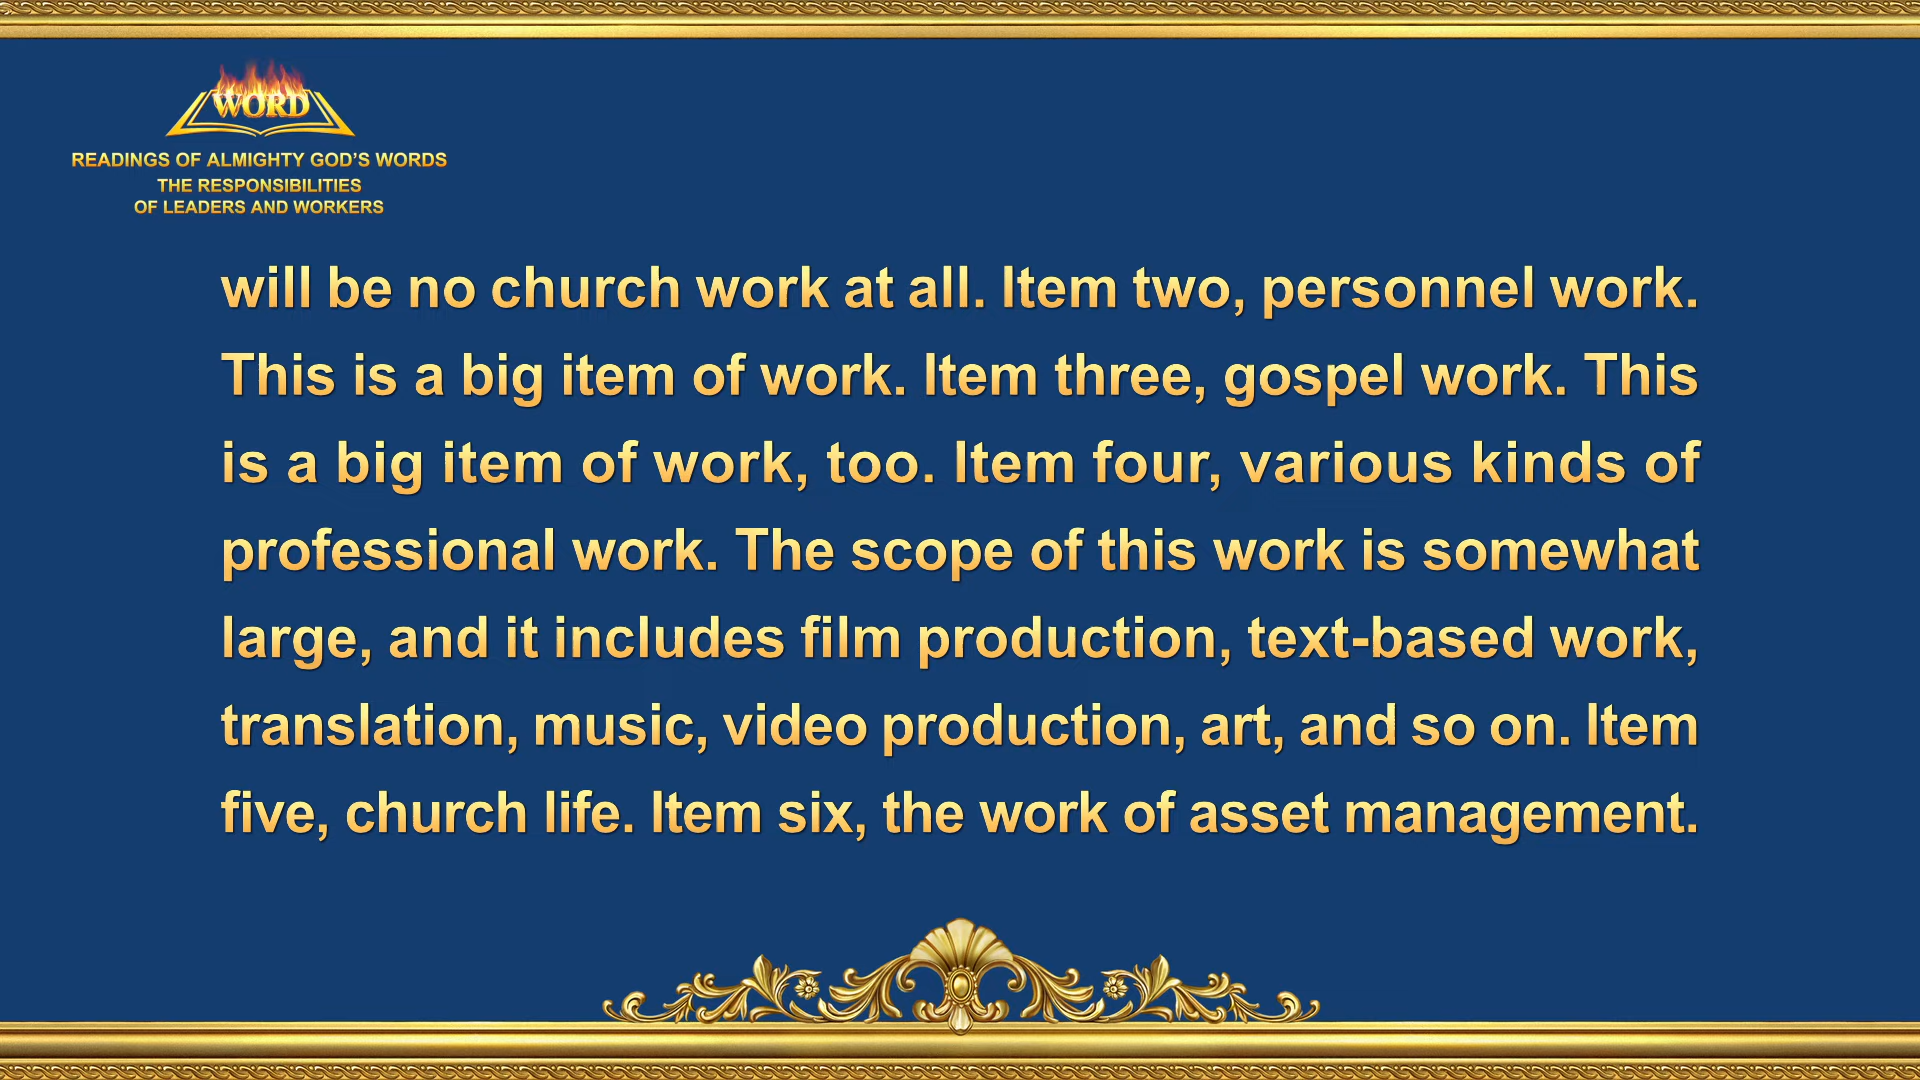 WORD
READINGS OF ALMIGHTY GOD'S WORDS
THE RESPONSIBILITIES
OF LEADERS AND WORKERS
will be no church work at all. Item two, personnel work.
This is a big item of work. Item three, gospel work. This
is a big item of work, too. Item four, various kinds of
professional work. The scope of this work is somewhat
large, and it includes film production, text-based work,
translation, music, video production, art, and so on. Item
five, church life. Item six, the work of asset management.